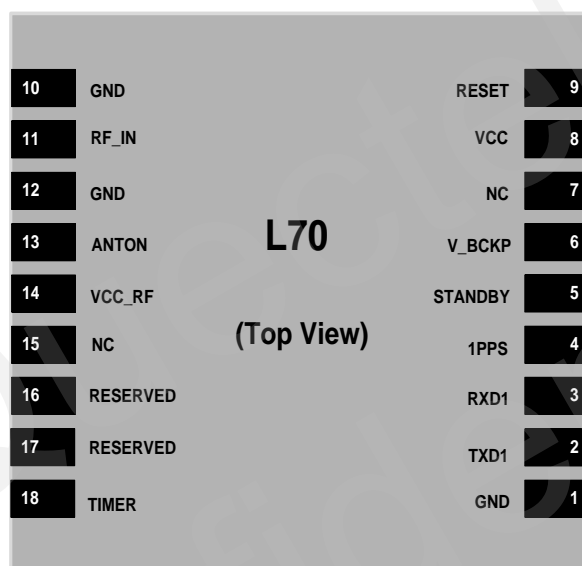 10 GND RESET 9
11 RF_IN VCC 8
12 GND NC 7
13 ANTON L70 V_BCKP 6
14 VCC_RF STANDBY 5
15 NC (Top View) 1PPS 4
16 RESERVED RXD1 3
17 RESERVED TXD1 2
18 TIMER GND 1